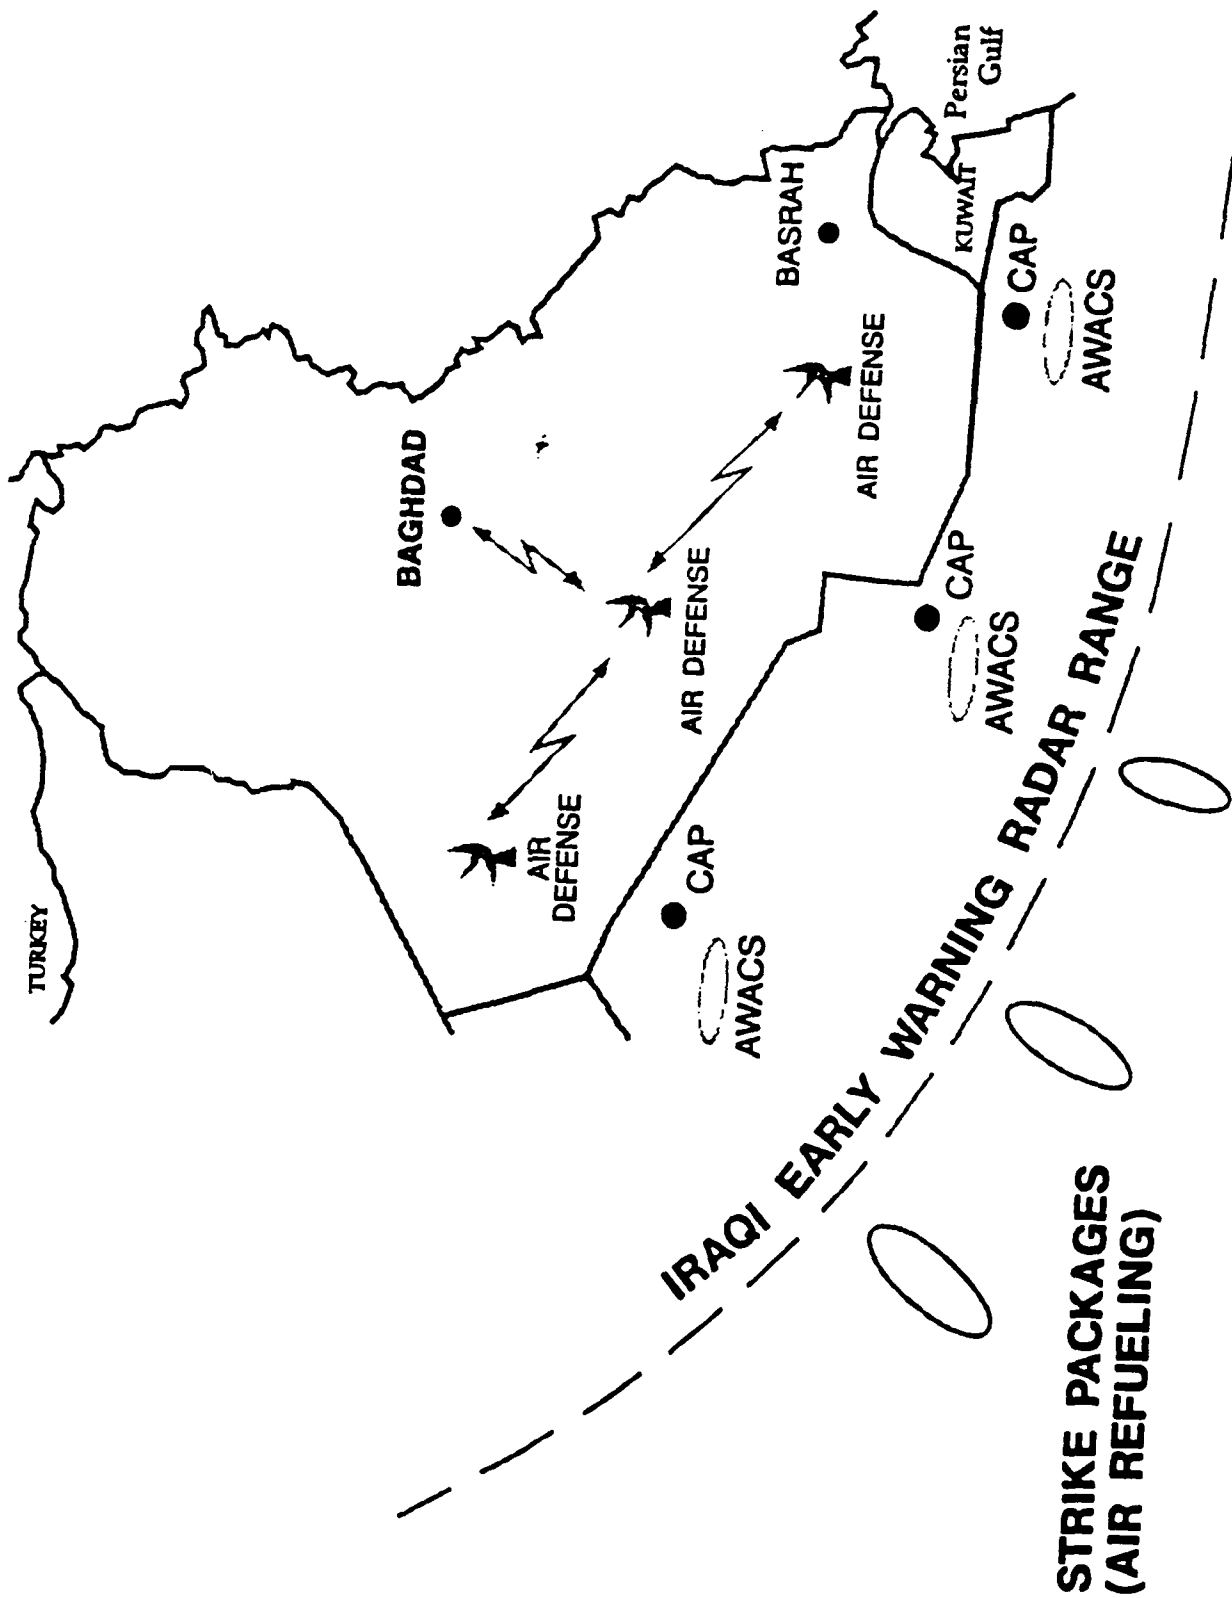 TURKEY
BAGHDAD
BASRAH
Persian
Gulf
KUWAIT
AIR
DEFENSE
AIR DEFENSE
AIR DEFENSE
CAP
AWACS
CAP
AWACS
CAP
AWACS
IRAQI EARLY WARNING RADAR RANGE
STRIKE PACKAGES
(AIR REFUELING)